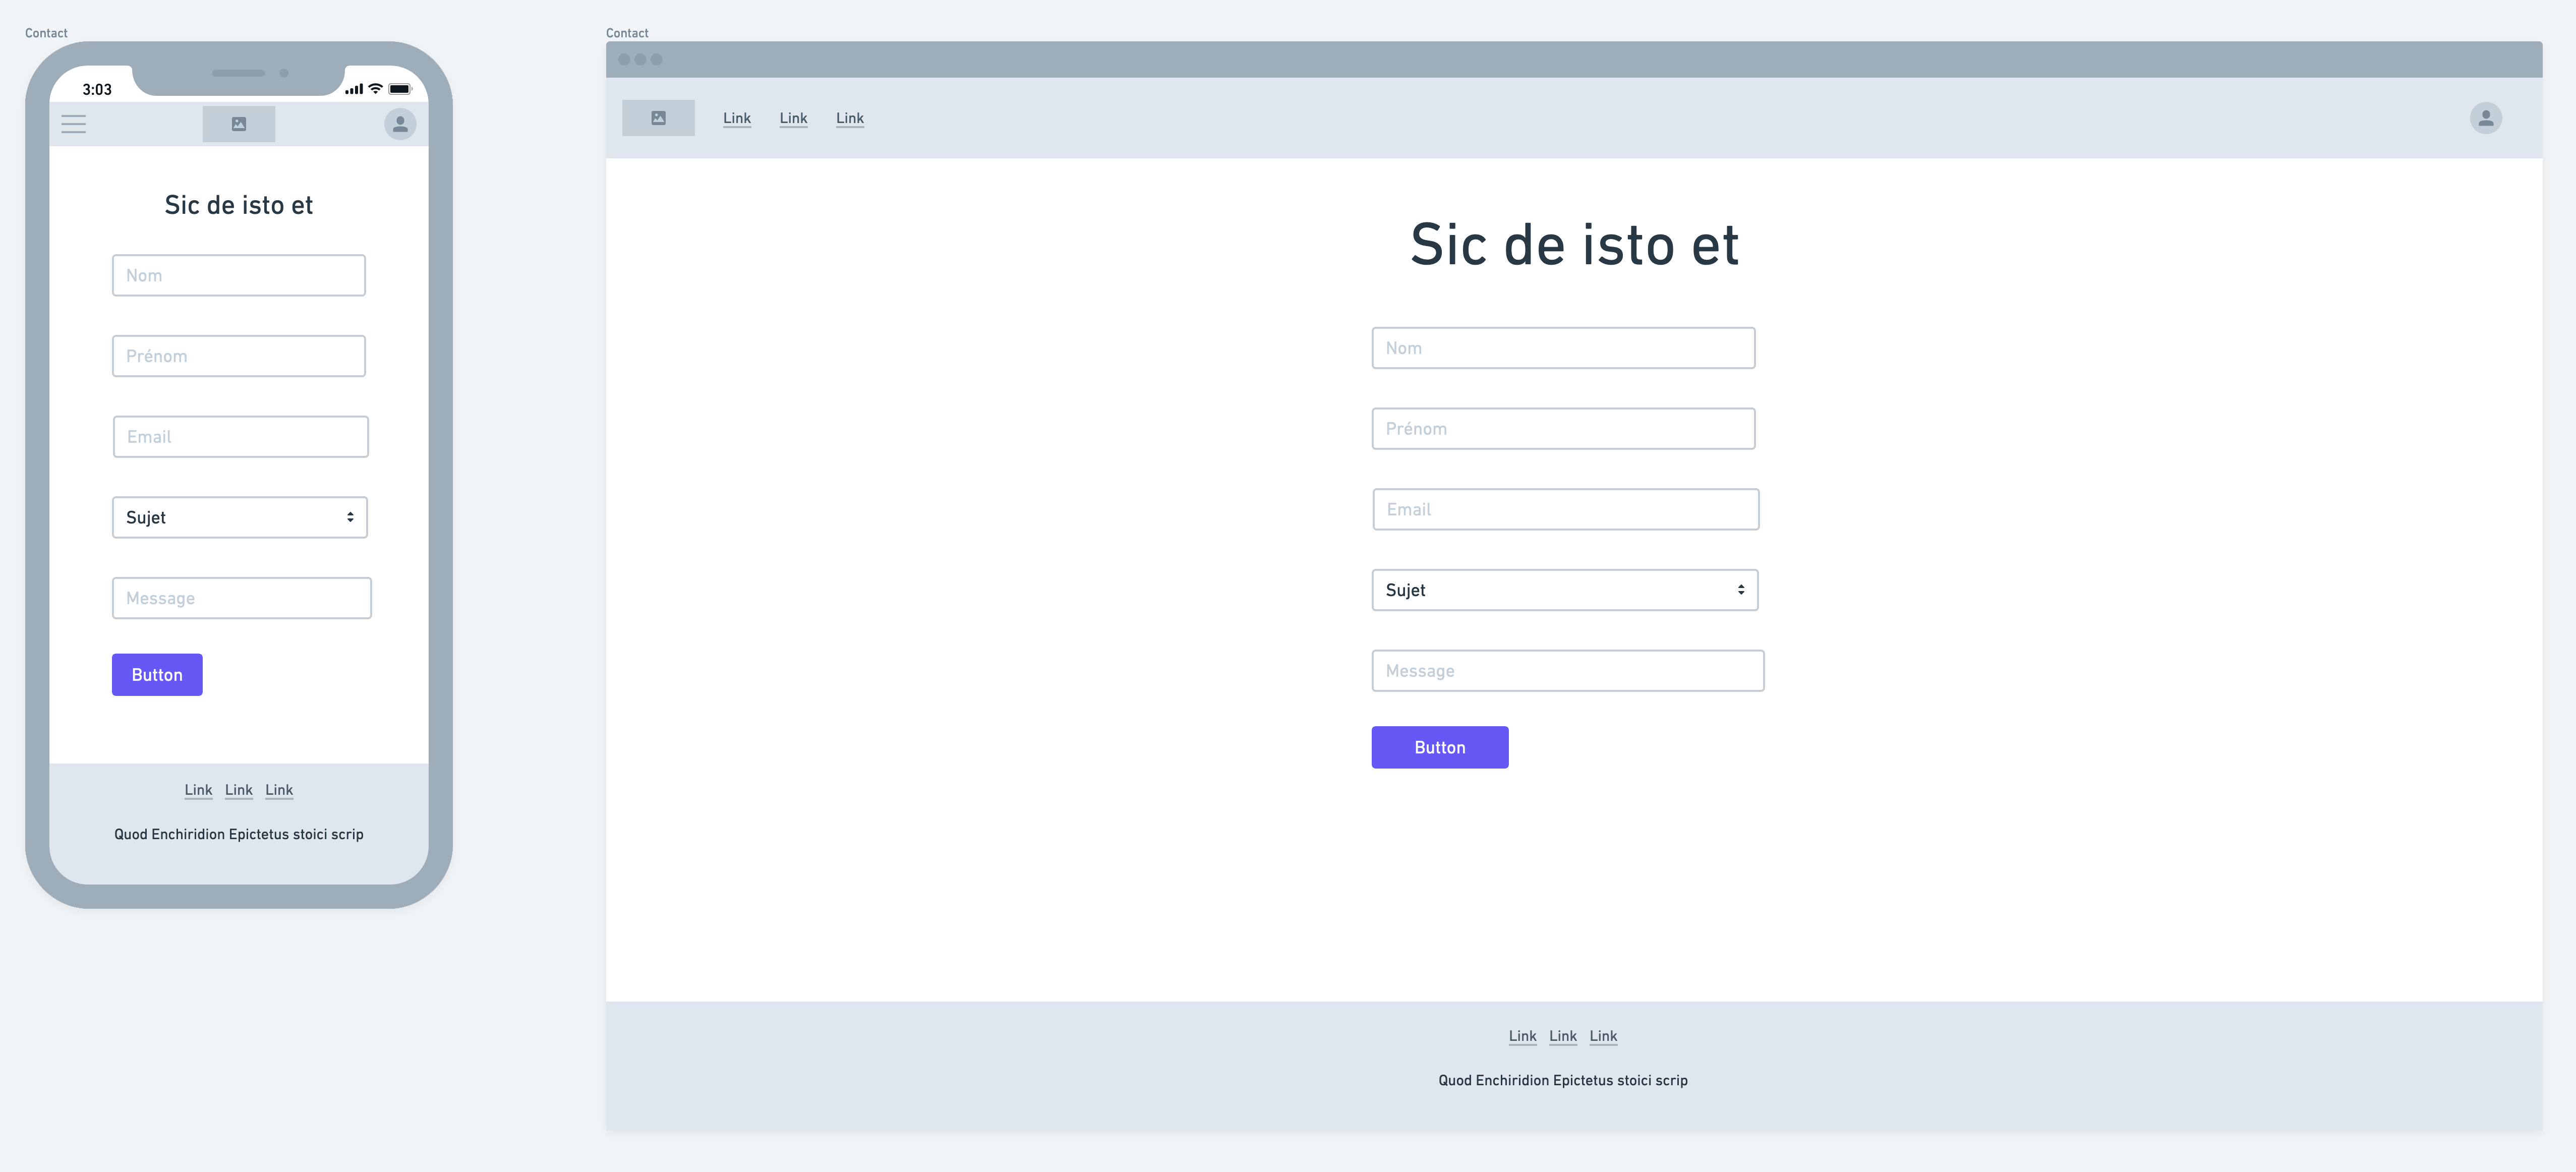 Contact
3:03
Sic de isto et
Nom
Prénom
Email
Sujet
Message
Button
Link Link Link
Quod Enchiridion Epictetus stoici scrip
Contact
Link Link Link
Sic de isto et
Nom
Prénom
Email
Sujet
Message
Button
Link Link Link
Quod Enchiridion Epictetus stoici scrip